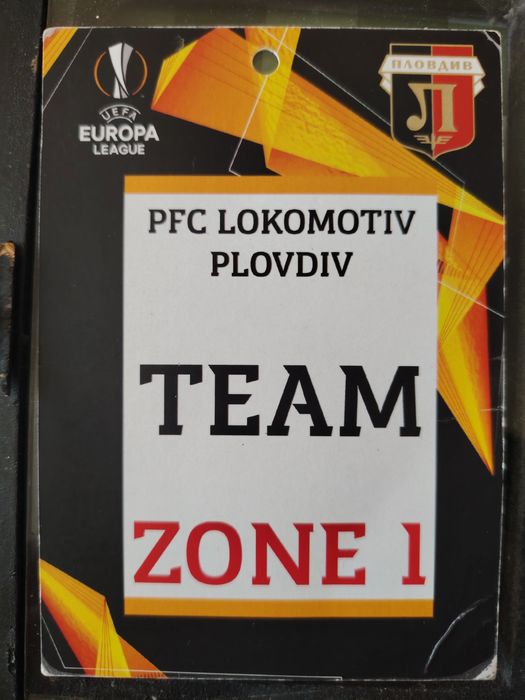 UEFA
EUROPA
LEAGUE
ПЛОВДИВ
Л
PFC LOKOMOTIV
PLOVDIV
TEAM
ZONE 1